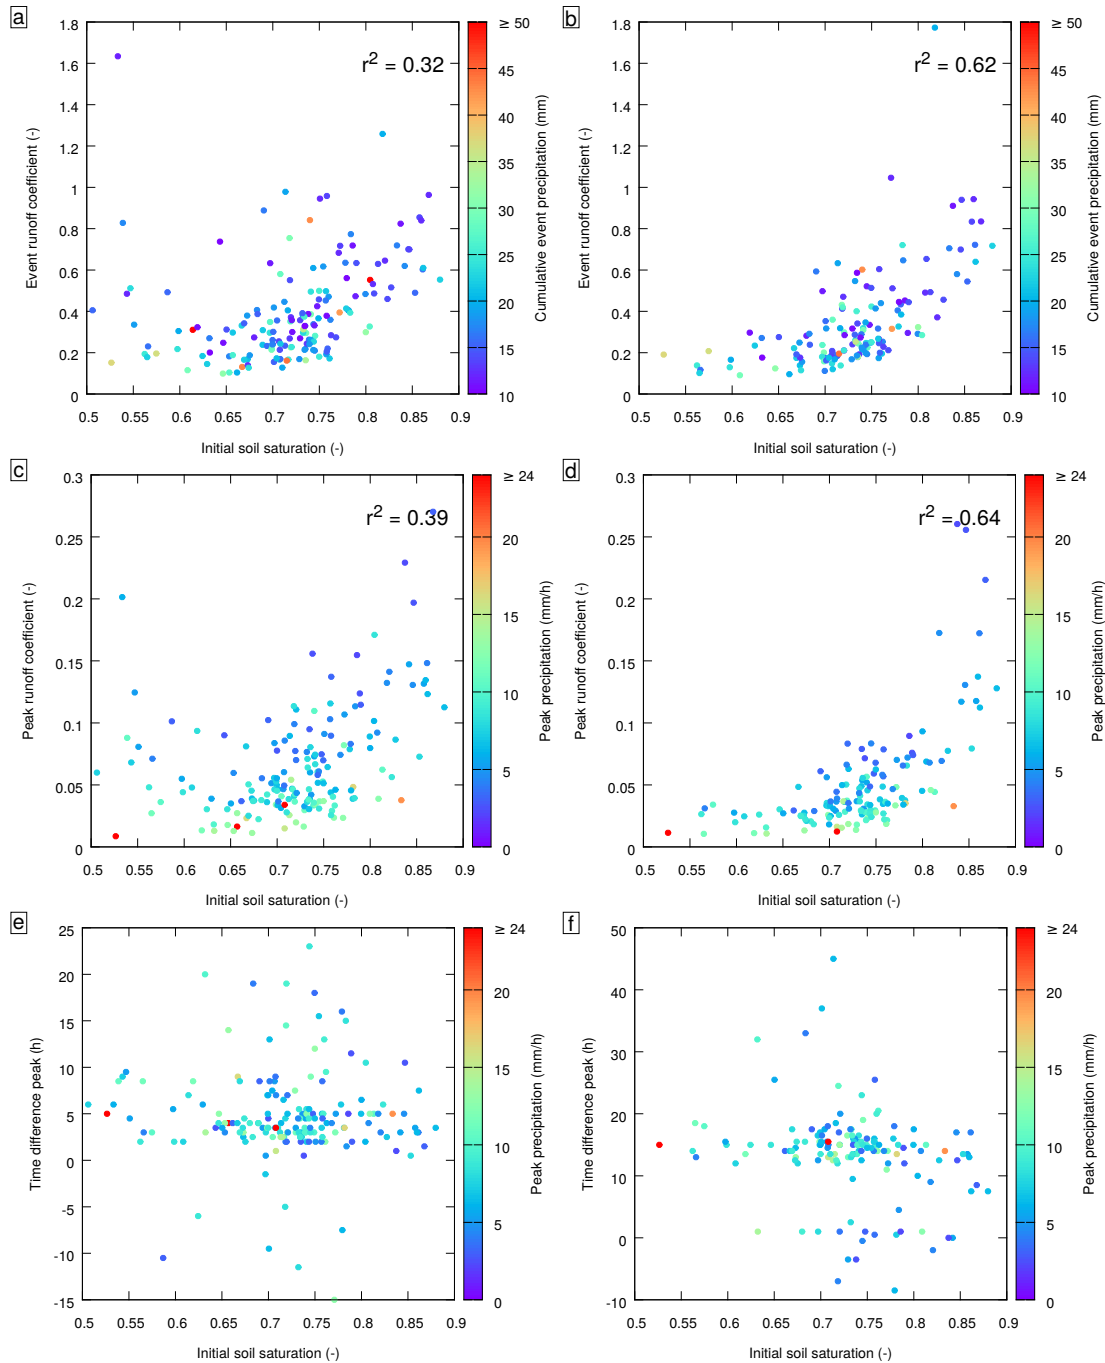 a
1.8
1.6
1.4
1.2
1
0.8
0.6
0.4
0.2
0
0.5 0.55 0.6 0.65 0.7 0.75 0.8 0.85 0.9
Event runoff coefficient (-)
Initial soil saturation (-)
r² = 0.32
≥ 50
45
40
35
30
25
20
15
10
Cumulative event precipitation (mm)
b
1.8
1.6
1.4
1.2
1
0.8
0.6
0.4
0.2
0
0.5 0.55 0.6 0.65 0.7 0.75 0.8 0.85 0.9
Event runoff coefficient (-)
Initial soil saturation (-)
r² = 0.62
≥ 50
45
40
35
30
25
20
15
10
Cumulative event precipitation (mm)
c
0.3
0.25
0.2
0.15
0.1
0.05
0
0.5 0.55 0.6 0.65 0.7 0.75 0.8 0.85 0.9
Peak runoff coefficient (-)
Initial soil saturation (-)
r² = 0.39
≥ 24
20
15
10
5
0
Peak precipitation (mm/h)
d
0.3
0.25
0.2
0.15
0.1
0.05
0
0.5 0.55 0.6 0.65 0.7 0.75 0.8 0.85 0.9
Peak runoff coefficient (-)
Initial soil saturation (-)
r² = 0.64
≥ 24
20
15
10
5
0
Peak precipitation (mm/h)
e
25
20
15
10
5
0
-5
-10
-15
0.5 0.55 0.6 0.65 0.7 0.75 0.8 0.85 0.9
Time difference peak (h)
Initial soil saturation (-)
≥ 24
20
15
10
5
0
Peak precipitation (mm/h)
f
50
40
30
20
10
0
-10
0.5 0.55 0.6 0.65 0.7 0.75 0.8 0.85 0.9
Time difference peak (h)
Initial soil saturation (-)
≥ 24
20
15
10
5
0
Peak precipitation (mm/h)